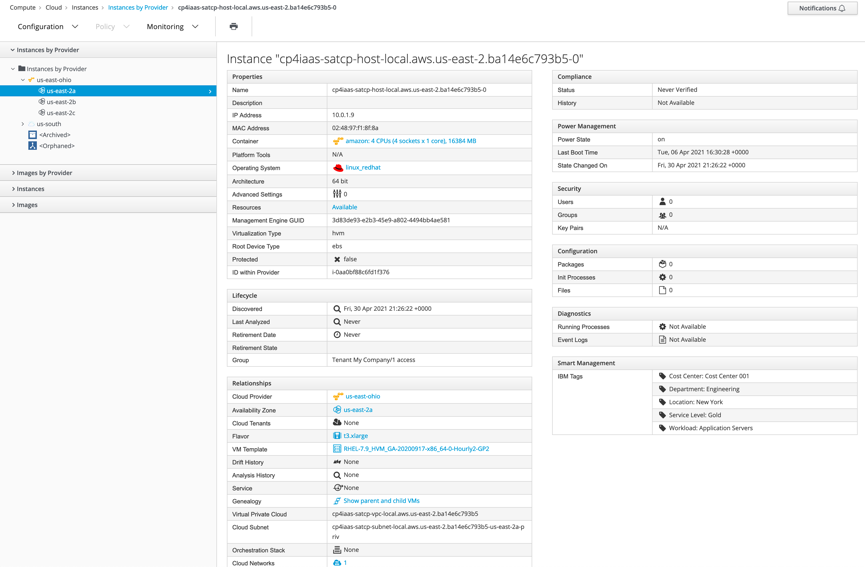 Compute > Cloud > Instances > Instances by Provider > cp4iaas-satcp-host-local.aws.us-east-2.ba14e6c793b5-0
Notifications
Configuration Policy Monitoring
Instances by Provider
Instances by Provider
us-east-ohio
us-east-2a
us-east-2b
us-east-2c
us-south
<Archived>
<Orphaned>
Images by Provider
Instances
Images
Instance "cp4iaas-satcp-host-local.aws.us-east-2.ba14e6c793b5-0"
Properties
Name cp4iaas-satcp-host-local.aws.us-east-2.ba14e6c793b5-0
Description
IP Address 10.0.1.9
MAC Address 02:48:97:f1:8f:8a
Container amazon: 4 CPUs (4 sockets x 1 core), 16384 MB
Platform Tools N/A
Operating System linux_redhat
Architecture 64 bit
Advanced Settings 0
Resources Available
Management Engine GUID 3d83de93-e2b3-45e9-a802-4494bb4ae581
Virtualization Type hvm
Root Device Type ebs
Protected false
ID within Provider i-0aa0bf88c6fd1f376
Lifecycle
Discovered Fri, 30 Apr 2021 21:26:22 +0000
Last Analyzed Never
Retirement Date Never
Retirement State
Group Tenant My Company/1 access
Relationships
Cloud Provider us-east-ohio
Availability Zone us-east-2a
Cloud Tenants None
Flavor t3.xlarge
VM Template RHEL-7.9_HVM_GA-20200917-x86_64-0-Hourly2-GP2
Drift History None
Analysis History None
Service None
Genealogy Show parent and child VMs
Virtual Private Cloud cp4iaas-satcp-vpc-local.aws.us-east-2.ba14e6c793b5
Cloud Subnet cp4iaas-satcp-subnet-local.aws.us-east-2.ba14e6c793b5-us-east-2a-p
riv
Orchestration Stack None
Cloud Networks 1
Compliance
Status Never Verified
History Not Available
Power Management
Power State on
Last Boot Time Tue, 06 Apr 2021 16:30:28 +0000
State Changed On Fri, 30 Apr 2021 21:26:22 +0000
Security
Users 0
Groups 0
Key Pairs N/A
Configuration
Packages 0
Init Processes 0
Files 0
Diagnostics
Running Processes Not Available
Event Logs Not Available
Smart Management
IBM Tags Cost Center: Cost Center 001
Department: Engineering
Location: New York
Service Level: Gold
Workload: Application Servers